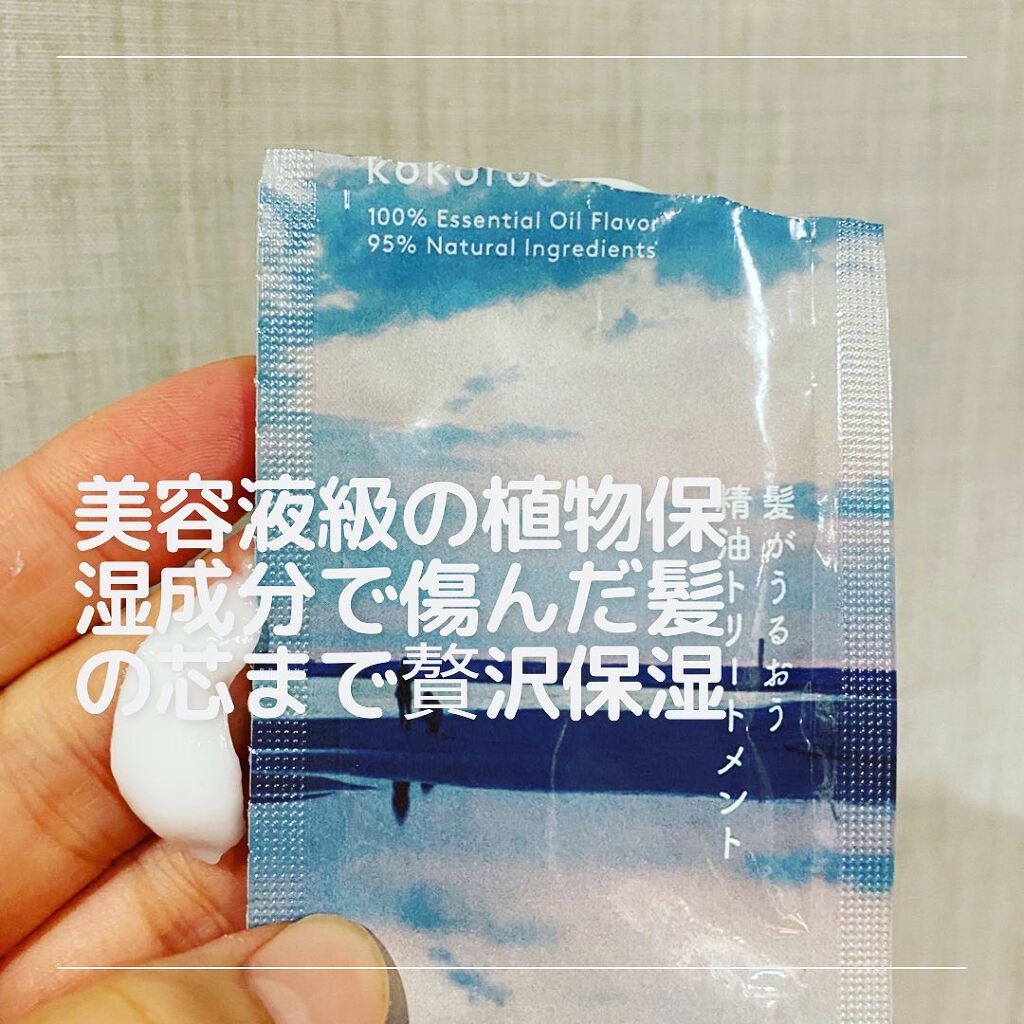 100% Essential Oil Flavor
95% Natural Ingredients
美容液級の植物保
湿成分で傷んだ髪
の芯まで贅沢保湿
髪がうるおう
精油トリートメント